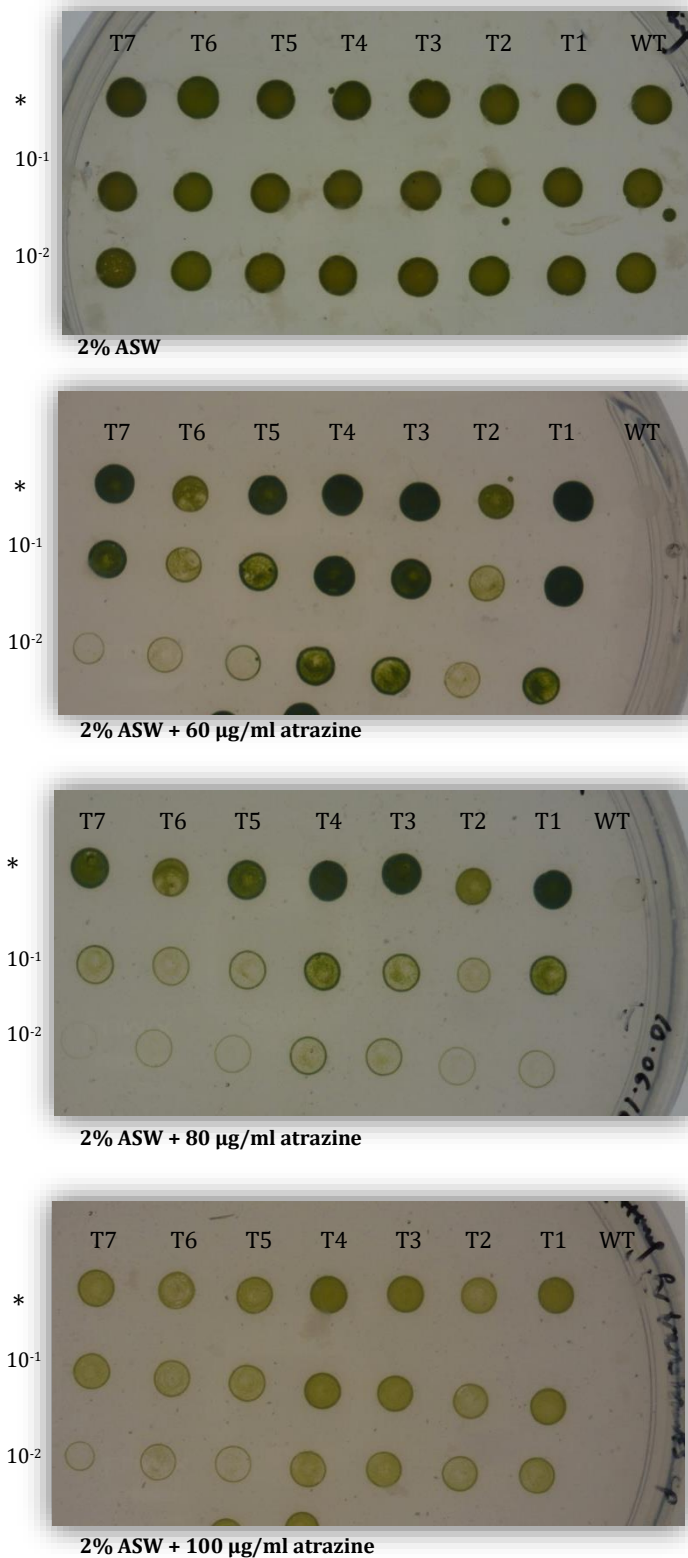 T7 T6 T5 T4 T3 T2 T1 WT
*
10-1
10-2
2% ASW
T7 T6 T5 T4 T3 T2 T1 WT
*
10-1
10-2
2% ASW + 60 µg/ml atrazine
T7 T6 T5 T4 T3 T2 T1 WT
*
10-1
10-2
2% ASW + 80 µg/ml atrazine
T7 T6 T5 T4 T3 T2 T1 WT
*
10-1
10-2
2% ASW + 100 µg/ml atrazine